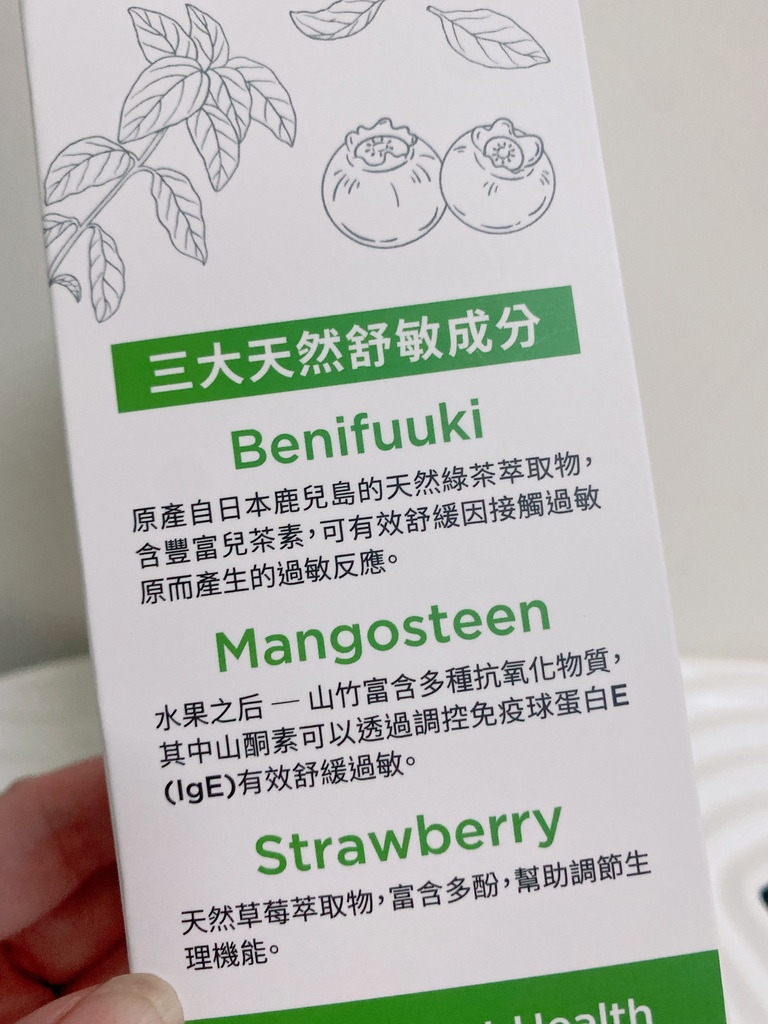 三大天然舒敏成分
Benifuuki
原產自日本鹿兒島的天然綠茶萃取物，
含豐富兒茶素，可有效舒緩因接觸過敏
原而產生的過敏反應。
Mangosteen
水果之后 — 山竹富含多種抗氧化物質，
其中山酮素可以透過調控免疫球蛋白E
(IgE)有效舒緩過敏。
Strawberry
天然草莓萃取物，富含多酚，幫助調節生
理機能。
Health